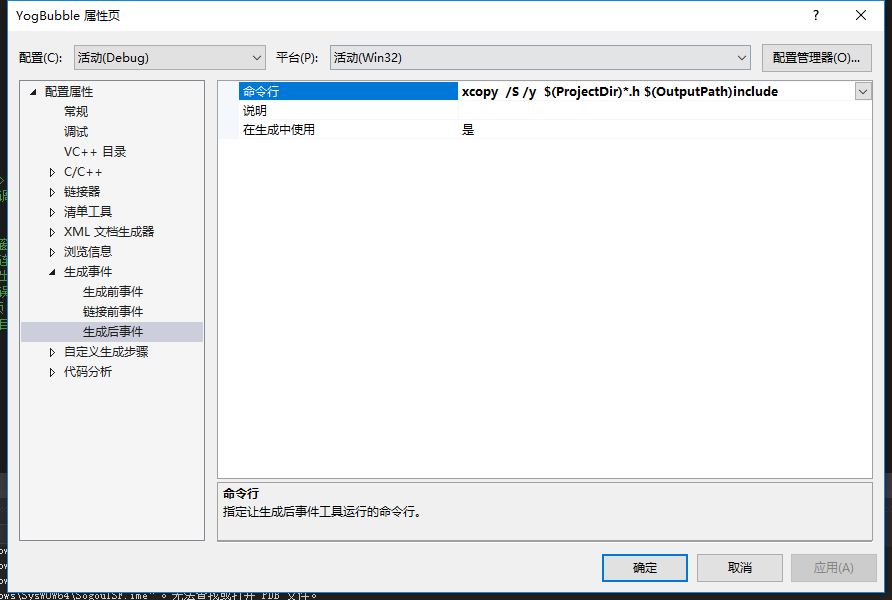 YogBubble 属性页
配置(C): 活动(Debug) 平台(P): 活动(Win32) 配置管理器(O)...
配置属性
常规
调试
VC++ 目录
C/C++
链接器
清单工具
XML 文档生成器
浏览信息
生成事件
生成前事件
链接前事件
生成后事件
自定义生成步骤
代码分析
命令行 xcopy /S /y $(ProjectDir)*.h $(OutputPath)include
说明
在生成中使用 是
命令行
指定让生成后事件工具运行的命令行。
确定 取消 应用(A)
ows\SysWOW64\SogouTSF.ime"。无法查找或打开 PDB 文件。